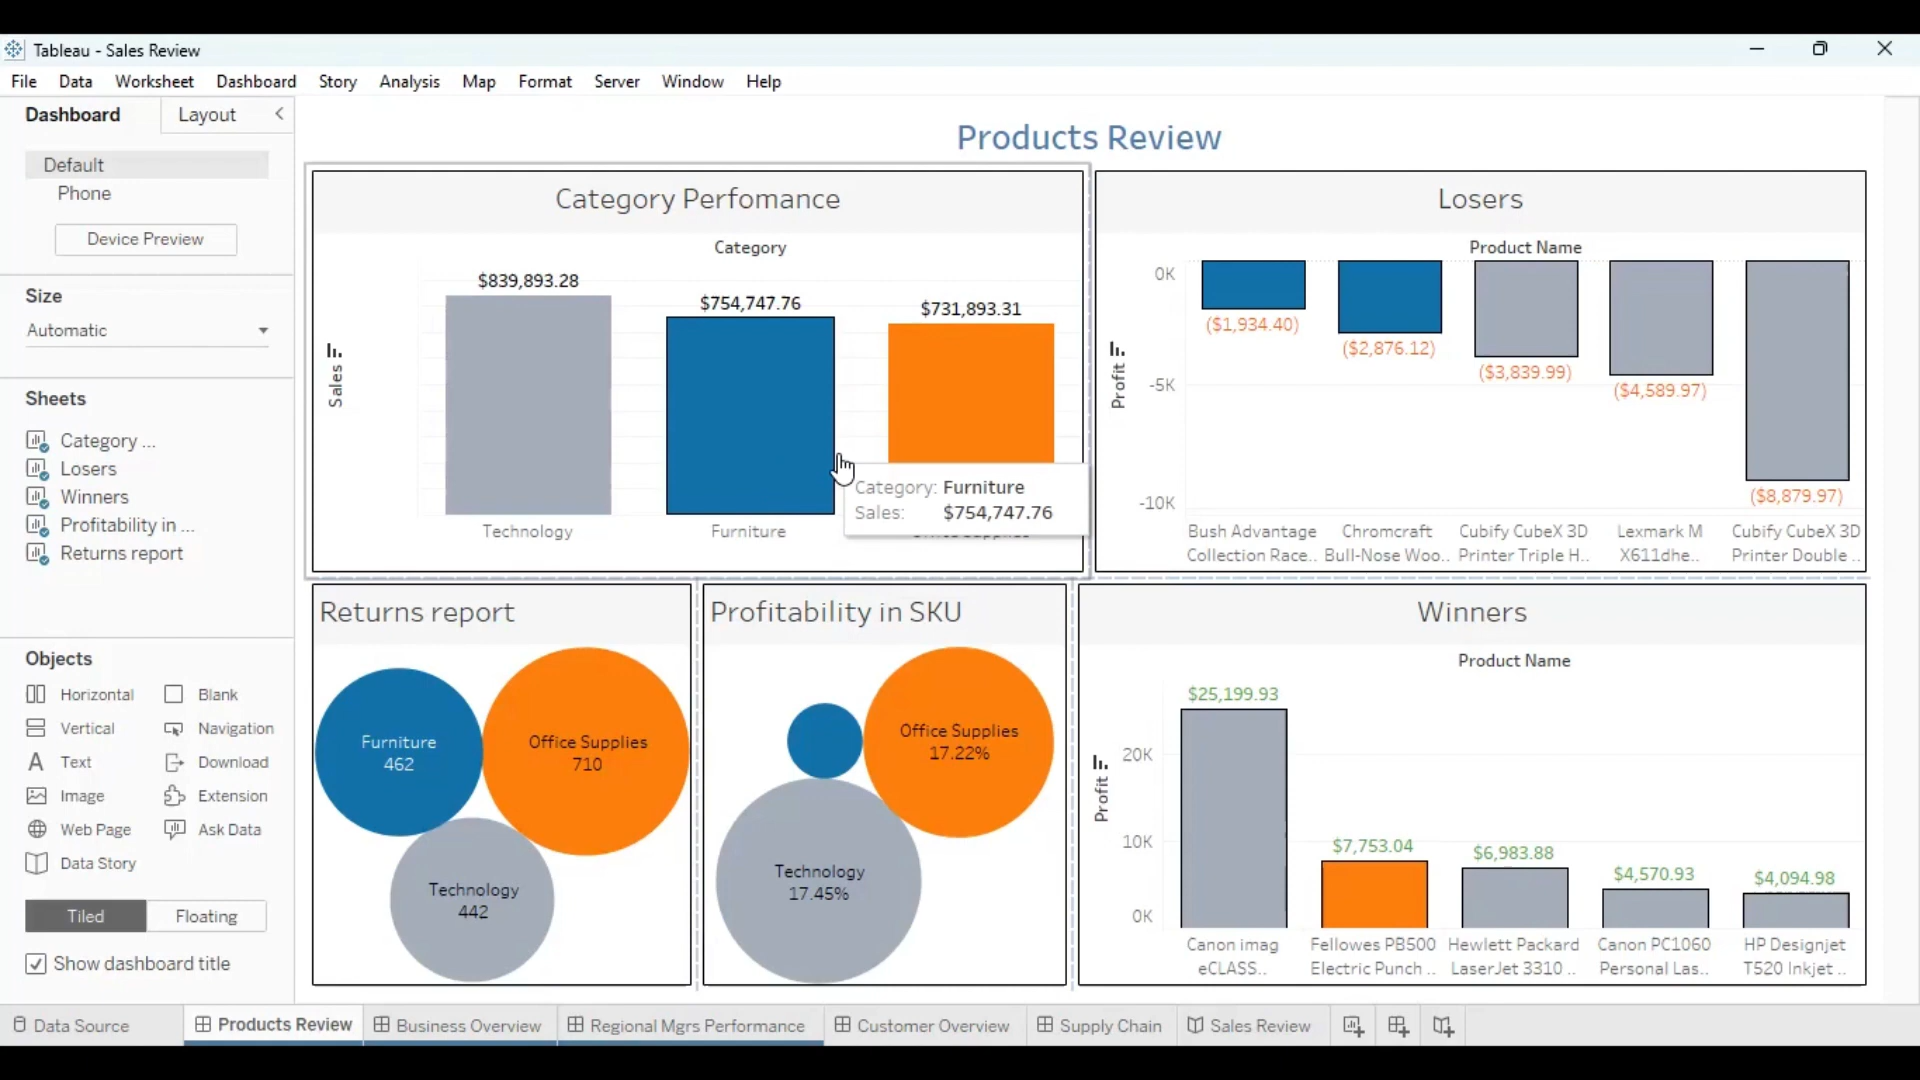 Tableau - Sales Review
File Data Worksheet Dashboard Story Analysis Map Format Server Window Help
Dashboard Layout
Default
Phone
Device Preview
Size
Automatic
Sheets
Category ...
Losers
Winners
Profitability in ...
Returns report
Objects
Horizontal Blank
Vertical Navigation
Text Download
Image Extension
Web Page Ask Data
Data Story
Tiled Floating
Show dashboard title
Products Review
Category Perfomance
Category
Sales
$839,893.28
$754,747.76
$731,893.31
Technology
Furniture
Category: Furniture
Sales: $754,747.76
Losers
Product Name
Profit
0K
-5K
-10K
($1,934.40)
($2,876.12)
($3,839.99)
($4,589.97)
($8,879.97)
Bush Advantage
Collection Race..
Chromcraft
Bull-Nose Woo..
Cubify CubeX 3D
Printer Triple H..
Lexmark M
X611dhe..
Cubify CubeX 3D
Printer Double ..
Returns report
Furniture
462
Office Supplies
710
Technology
442
Profitability in SKU
Office Supplies
17.22%
Technology
17.45%
Winners
Product Name
Profit
20K
10K
0K
$25,199.93
$7,753.04
$6,983.88
$4,570.93
$4,094.98
Canon imag
eCLASS..
Fellowes PB500
Electric Punch ..
Hewlett Packard
LaserJet 3310 ..
Canon PC1060
Personal Las..
HP Designjet
T520 Inkjet ..
Data Source Products Review Business Overview Regional Mgrs Performance Customer Overview Supply Chain Sales Review